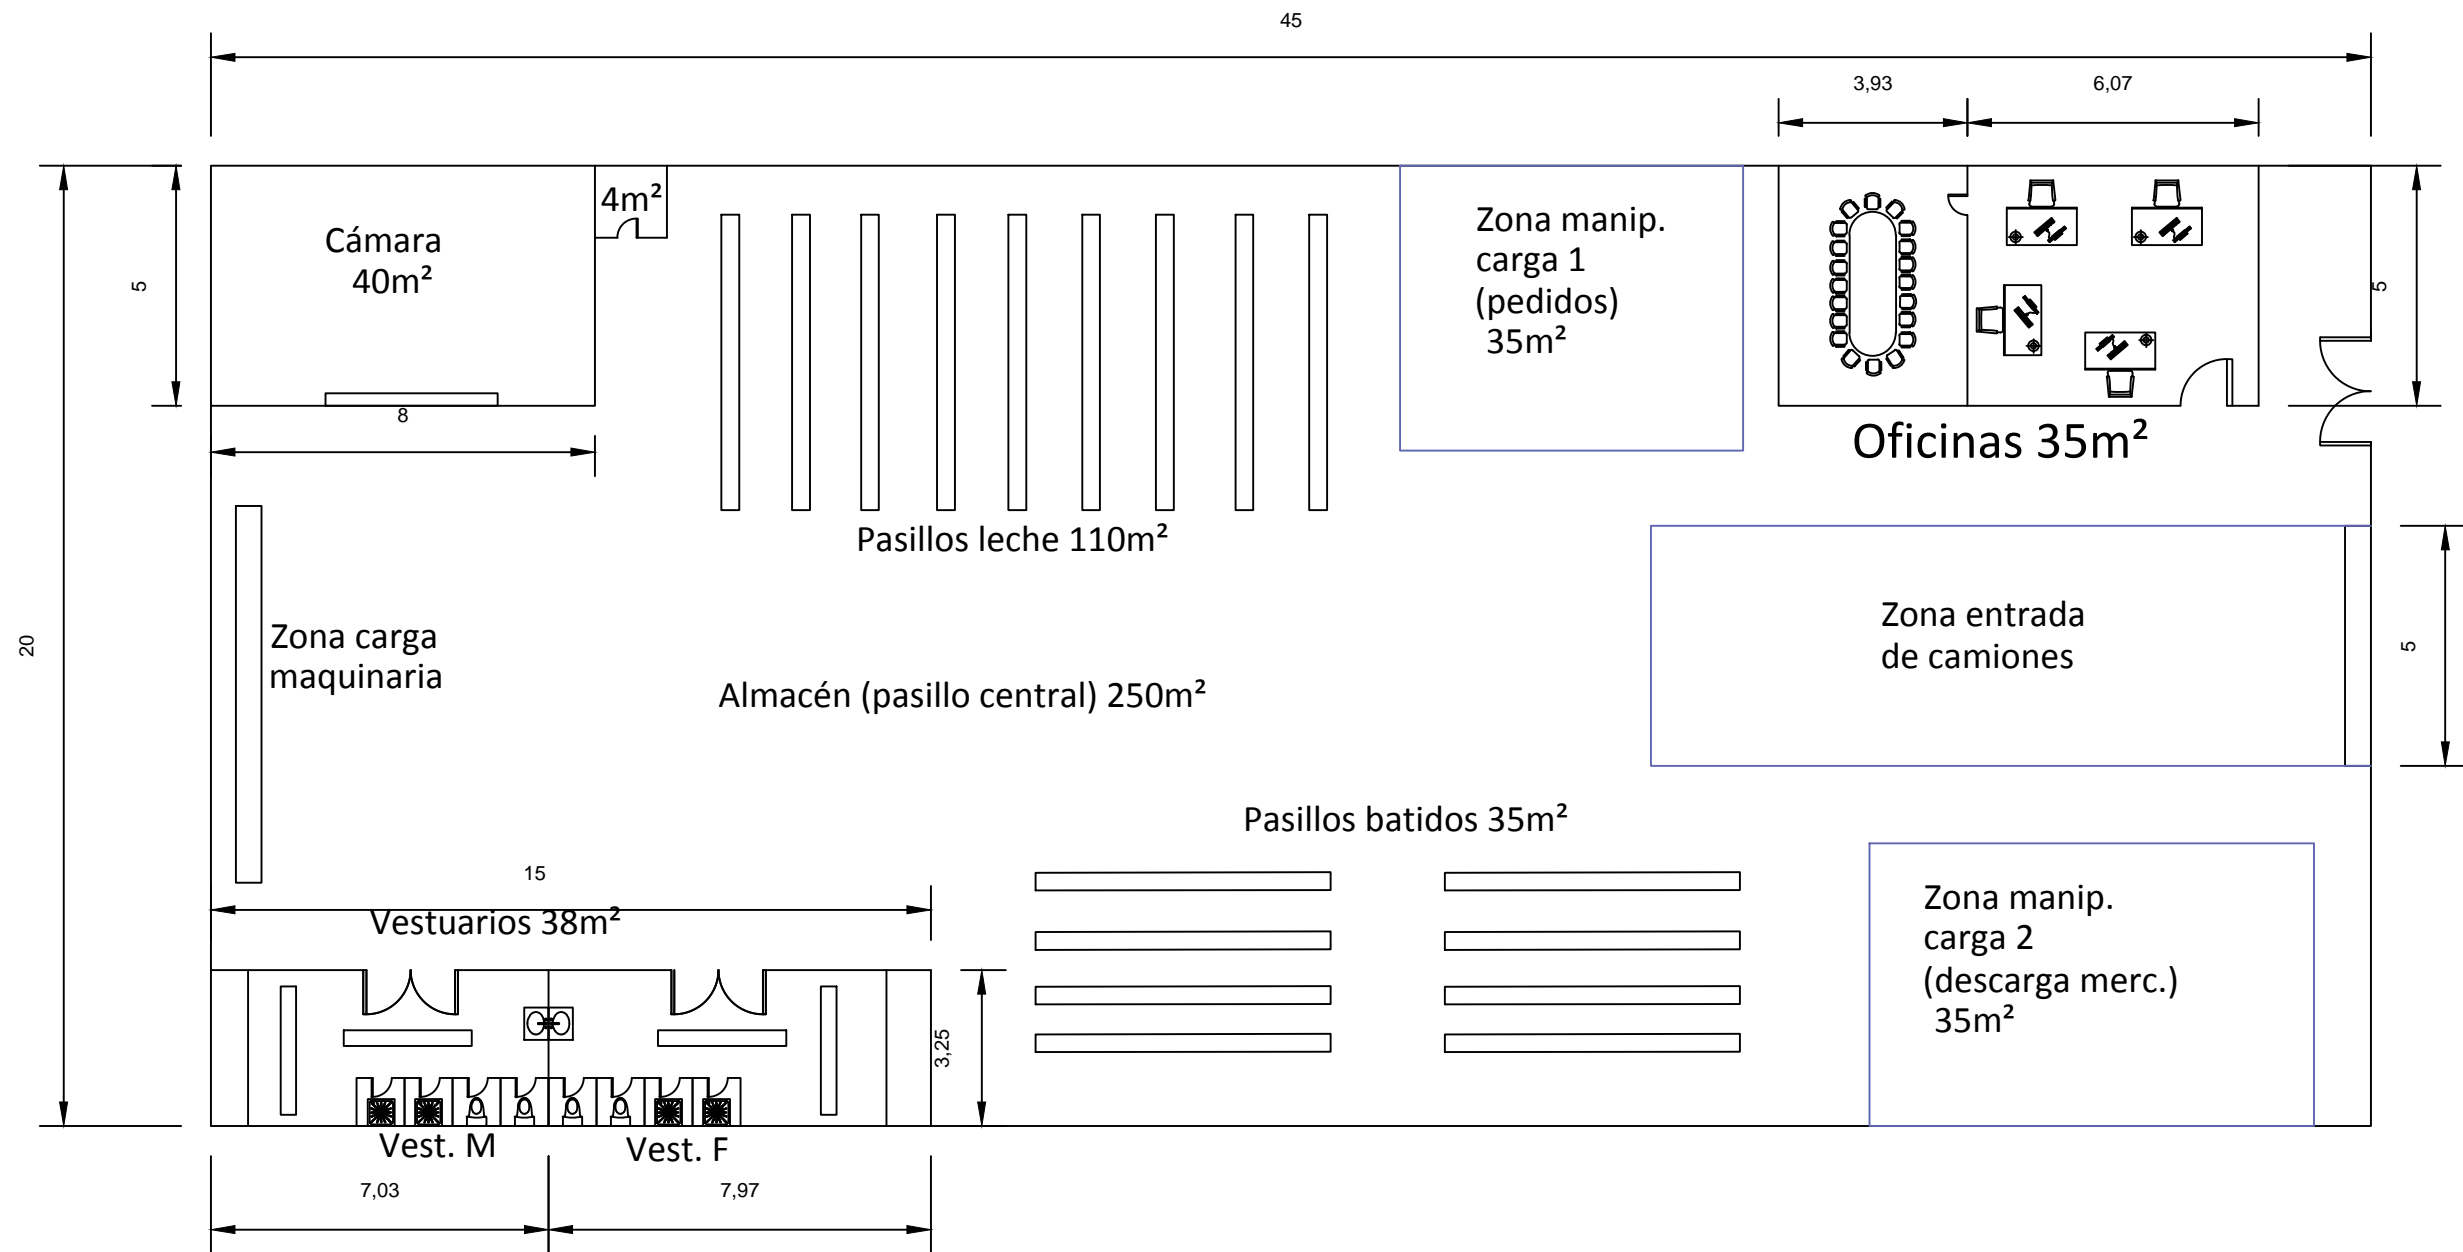 45
3,93
6,07
4m²
Cámara
40m²
5
8
Zona manip.
carga 1
(pedidos)
35m²
5
Oficinas 35m²
Pasillos leche 110m²
20
Zona carga
maquinaria
Almacén (pasillo central) 250m²
Zona entrada
de camiones
5
Pasillos batidos 35m²
15
Vestuarios 38m²
3,25
Zona manip.
carga 2
(descarga merc.)
35m²
Vest. M
Vest. F
7,03
7,97